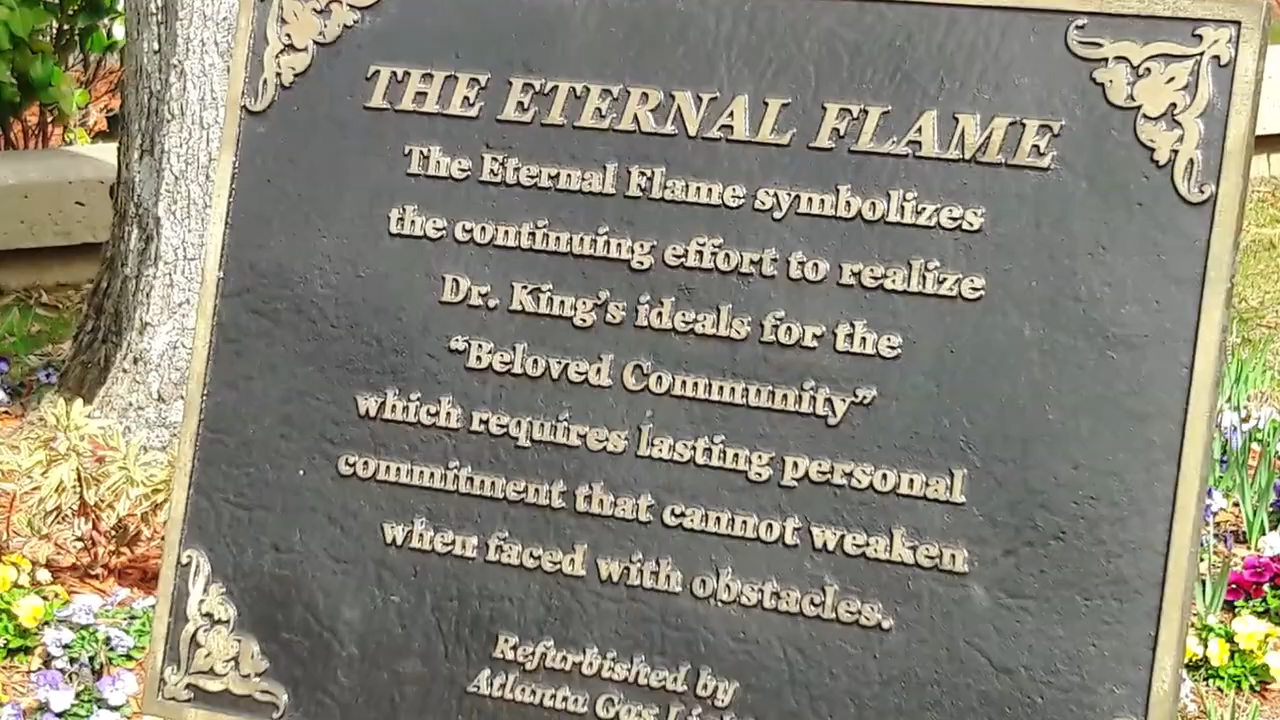 THE ETERNAL FLAME
The Eternal Flame symbolizes
the continuing effort to realize
Dr. King's ideals for the
“Beloved Community”
which requires lasting personal
commitment that cannot weaken
when faced with obstacles.
Refurbished by
Atlanta Gas